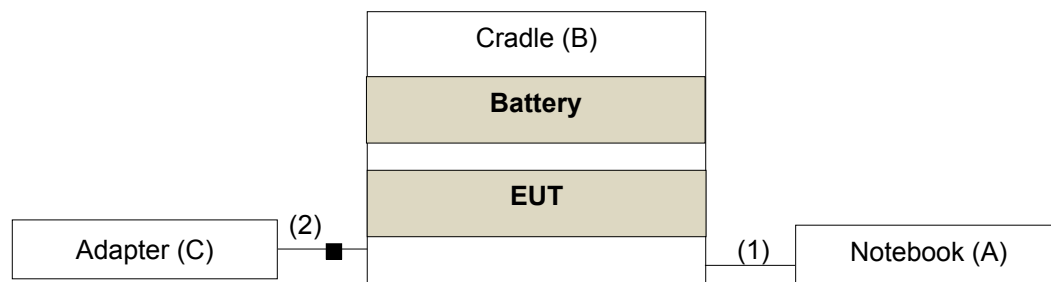 Cradle (B)
Battery
EUT
Adapter (C)
(2)
(1)
Notebook (A)